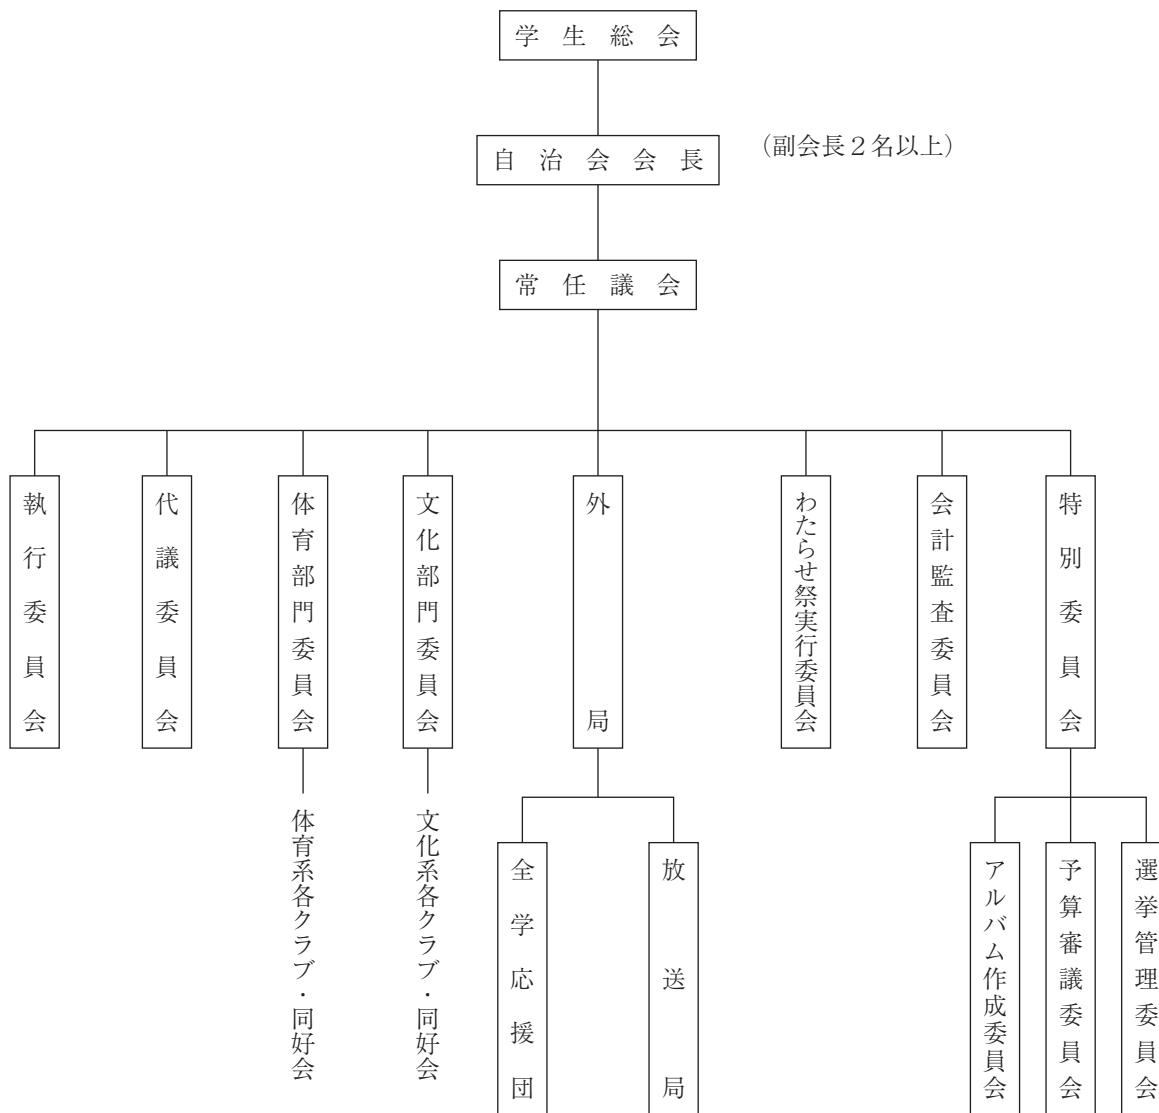 学生総会
自治会会長
(副会長2名以上)
常任議会
執行委員会
代議委員会
体育部門委員会
文化部門委員会
外局
わたらせ祭実行委員会
会計監査委員会
特別委員会
体育系各クラブ・同好会
文化系各クラブ・同好会
全学応援団
放送局
アルバム作成委員会
予算審議委員会
選挙管理委員会